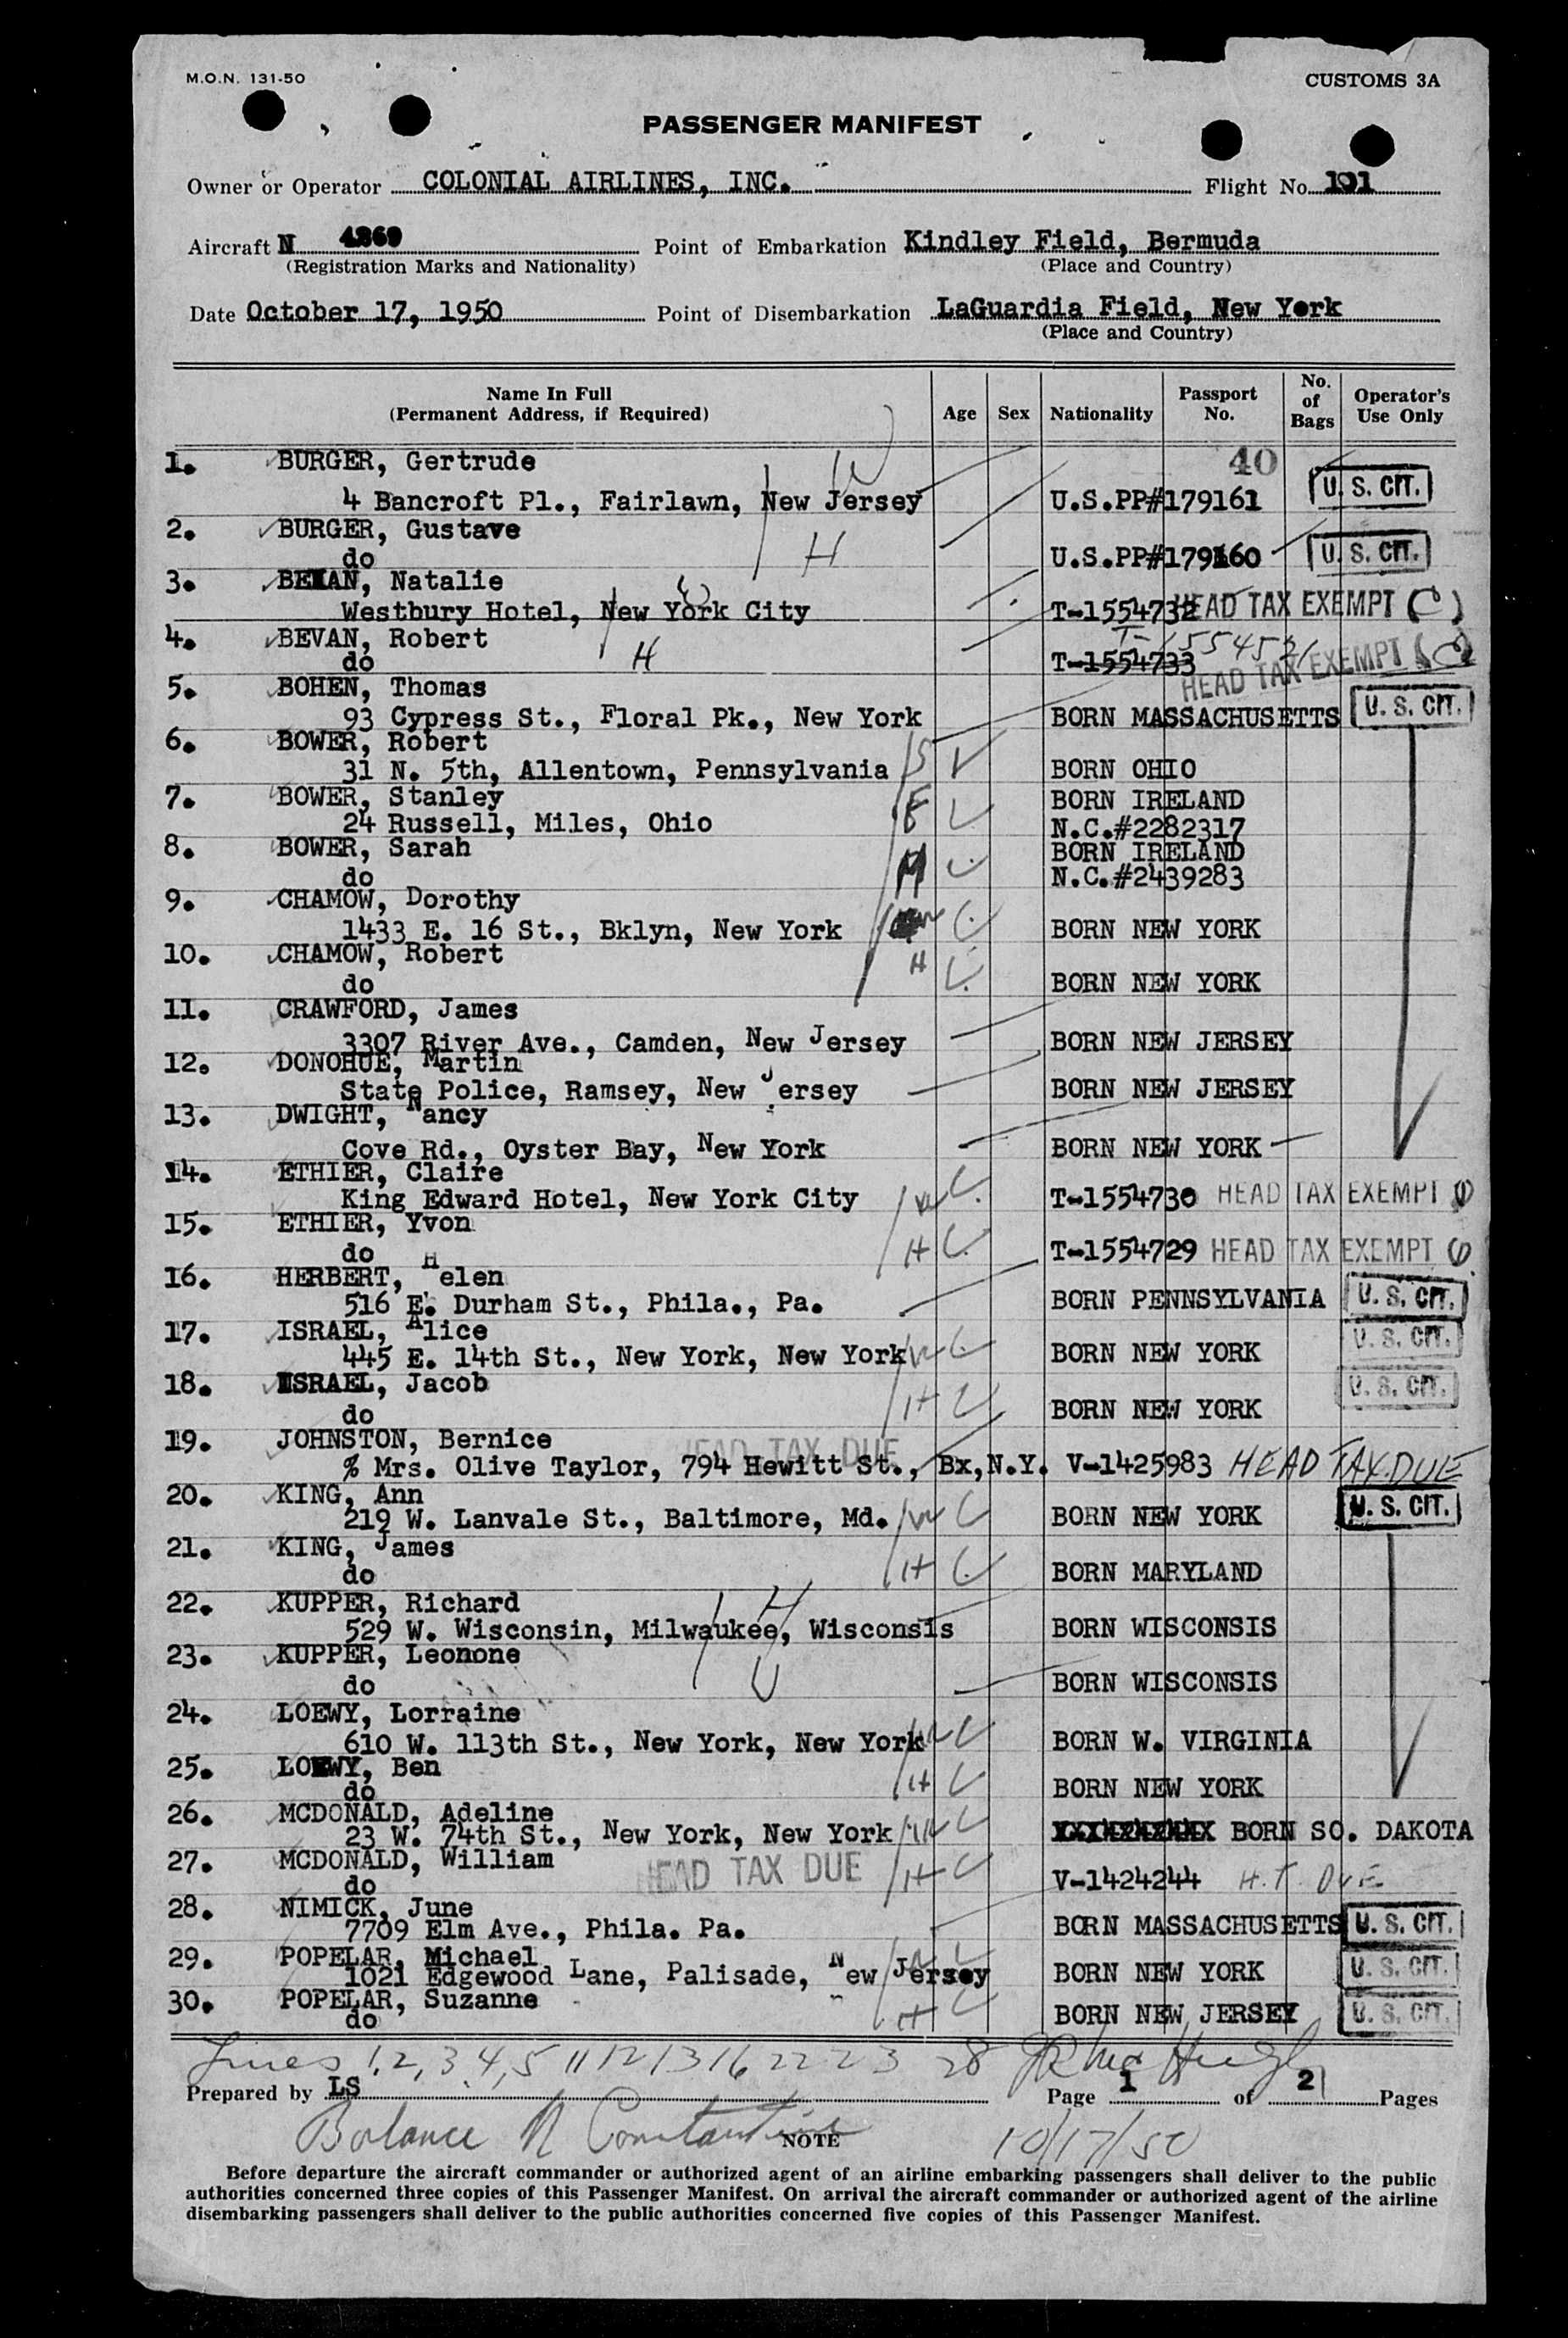 M.O.N. 131-50
CUSTOMS 3A
PASSENGER MANIFEST
Owner or Operator COLONIAL AIRLINES, INC. Flight No. 101
Aircraft N 4269 Point of Embarkation Kindley Field, Bermuda
(Registration Marks and Nationality) (Place and Country)
Date October 17, 1950 Point of Disembarkation LaGuardia Field, New York
(Place and Country)
Name In Full (Permanent Address, if Required) Age Sex Nationality Passport No. No. of Bags Operator's Use Only
1. BURGER, Gertrude 40
4 Bancroft Pl., Fairlawn, New Jersey W U.S.PP#179161 U.S. CIT.
2. BURGER, Gustave
do H U.S.PP#179160 U.S. CIT.
3. BEVAN, Natalie W
Westbury Hotel, New York City T-1554732 HEAD TAX EXEMPT (C)
4. BEVAN, Robert T-1554521
do H T-1554733 HEAD TAX EXEMPT (C)
5. BOHEN, Thomas
93 Cypress St., Floral Pk., New York BORN MASSACHUSETTS U.S. CIT.
6. BOWER, Robert
31 N. 5th, Allentown, Pennsylvania S BORN OHIO
7. BOWER, Stanley BORN IRELAND
24 Russell, Miles, Ohio F N.C.#2282317
8. BOWER, Sarah BORN IRELAND
do M N.C.#2439283
9. CHAMOW, Dorothy
1433 E. 16 St., Bklyn, New York W BORN NEW YORK
10. CHAMOW, Robert
do H BORN NEW YORK
11. CRAWFORD, James
3307 River Ave., Camden, New Jersey BORN NEW JERSEY
12. DONOHUE, Martin
State Police, Ramsey, New Jersey BORN NEW JERSEY
13. DWIGHT, Nancy
Cove Rd., Oyster Bay, New York BORN NEW YORK
14. ETHIER, Claire
King Edward Hotel, New York City W T-1554730 HEAD TAX EXEMPT
15. ETHIER, Yvon
do H T-1554729 HEAD TAX EXEMPT
16. HERBERT, Helen
516 E. Durham St., Phila., Pa. BORN PENNSYLVANIA U.S. CIT.
17. ISRAEL, Alice
445 E. 14th St., New York, New York W BORN NEW YORK U.S. CIT.
18. ISRAEL, Jacob
do H BORN NEW YORK U.S. CIT.
19. JOHNSTON, Bernice HEAD TAX DUE
% Mrs. Olive Taylor, 794 Hewitt St., Bx,N.Y. V-1425983 HEAD TAX DUE
20. KING, Ann
219 W. Lanvale St., Baltimore, Md. W BORN NEW YORK U.S. CIT.
21. KING, James
do H BORN MARYLAND
22. KUPPER, Richard H
529 W. Wisconsin, Milwaukee, Wisconsis BORN WISCONSIS
23. KUPPER, Leonone
do W BORN WISCONSIS
24. LOEWY, Lorraine
610 W. 113th St., New York, New York W BORN W. VIRGINIA
25. LOEWY, Ben
do H BORN NEW YORK
26. MCDONALD, Adeline
23 W. 74th St., New York, New York W BORN SO. DAKOTA
27. MCDONALD, William HEAD TAX DUE
do H V-1424244 H.T. DUE
28. NIMICK, June
7709 Elm Ave., Phila. Pa. BORN MASSACHUSETTS U.S. CIT.
29. POPELAR, Michael
1021 Edgewood Lane, Palisade, New Jersey W BORN NEW YORK U.S. CIT.
30. POPELAR, Suzanne
do H BORN NEW JERSEY U.S. CIT.
Lines 1, 2, 3, 4, 5 11 12 13 16 22 23 28
Prepared by LS Page 1 of 2 Pages
Balance N Constantine 10/17/50
NOTE
Before departure the aircraft commander or authorized agent of an airline embarking passengers shall deliver to the public
authorities concerned three copies of this Passenger Manifest. On arrival the aircraft commander or authorized agent of the airline
disembarking passengers shall deliver to the public authorities concerned five copies of this Passenger Manifest.